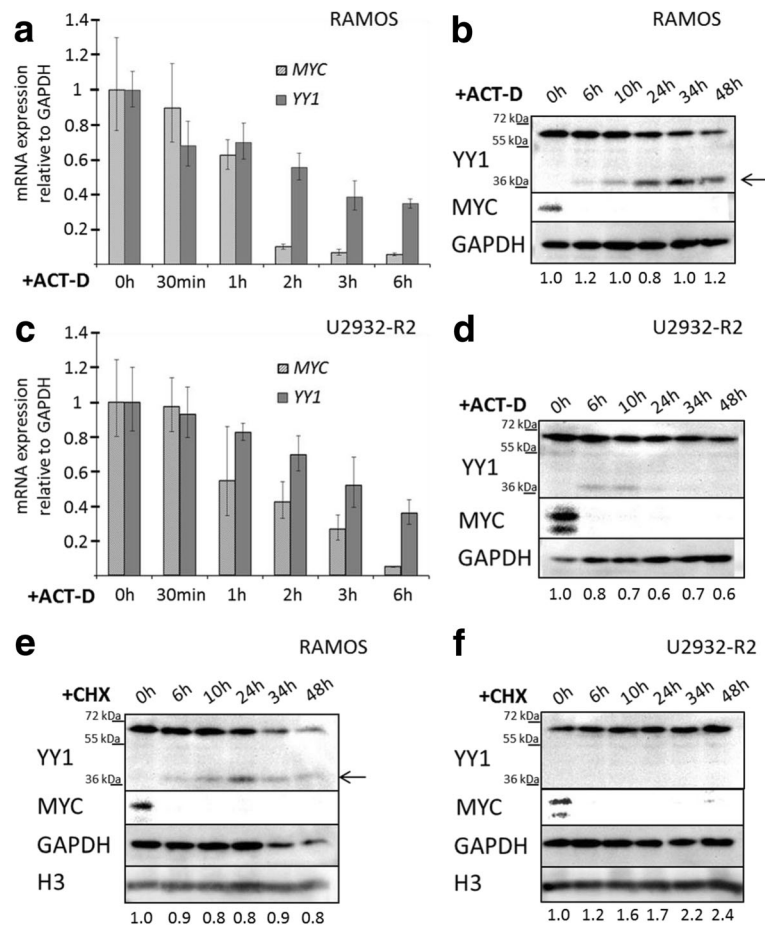 a
RAMOS
mRNA expression
relative to GAPDH
1.4
1.2
1
0.8
0.6
0.4
0.2
MYC
YY1
+ACT-D 0h 30min 1h 2h 3h 6h
b
RAMOS
+ACT-D 0h 6h 10h 24h 34h 48h
72 kDa
55 kDa
YY1
36 kDa
MYC
GAPDH
1.0 1.2 1.0 0.8 1.0 1.2
c
U2932-R2
mRNA expression
relative to GAPDH
1.4
1.2
1
0.8
0.6
0.4
0.2
MYC
YY1
+ACT-D 0h 30min 1h 2h 3h 6h
d
U2932-R2
+ACT-D 0h 6h 10h 24h 34h 48h
72 kDa
55 kDa
YY1
36 kDa
MYC
GAPDH
1.0 0.8 0.7 0.6 0.7 0.6
e
RAMOS
+CHX 0h 6h 10h 24h 34h 48h
72 kDa
55 kDa
YY1
36 kDa
MYC
GAPDH
H3
1.0 0.9 0.8 0.8 0.9 0.8
f
U2932-R2
+CHX 0h 6h 10h 24h 34h 48h
72 kDa
55 kDa
YY1
36 kDa
MYC
GAPDH
H3
1.0 1.2 1.6 1.7 2.2 2.4